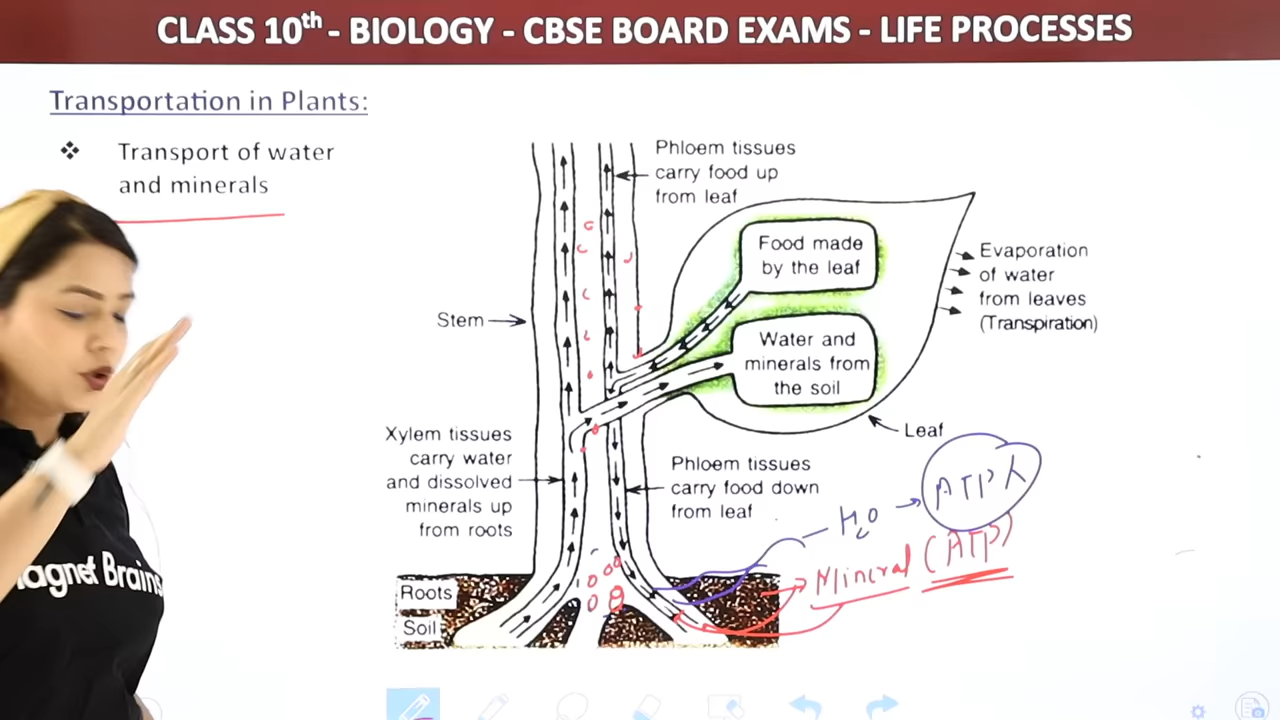 CLASS 10th - BIOLOGY - CBSE BOARD EXAMS - LIFE PROCESSES
Transportation in Plants:
❖ Transport of water
and minerals
Phloem tissues
carry food up
from leaf
Food made
by the leaf
Evaporation
of water
from leaves
(Transpiration)
Stem
Water and
minerals from
the soil
Leaf
Xylem tissues
carry water
and dissolved
minerals up
from roots
Phloem tissues
carry food down
from leaf
H2O
ATP
Mineral (ATP)
Roots
Soil
agnet Brains